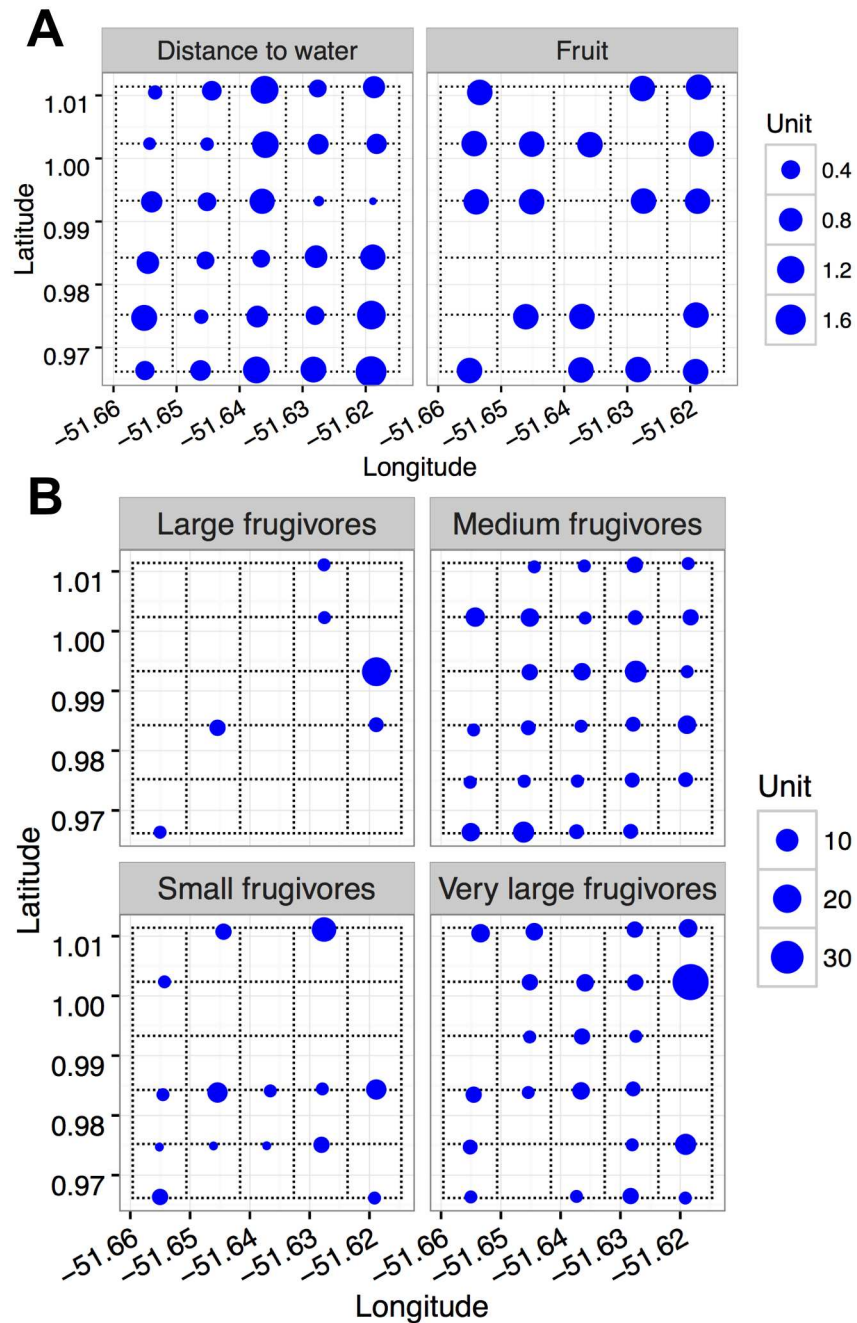 A
Distance to water Fruit
1.01
1.00
0.99
0.98
0.97
Latitude
Unit
0.4
0.8
1.2
1.6
−51.66 −51.65 −51.64 −51.63 −51.62 −51.66 −51.65 −51.64 −51.63 −51.62
Longitude
B
Large frugivores Medium frugivores
1.01
1.00
0.99
0.98
0.97
Latitude
Unit
10
20
30
Small frugivores Very large frugivores
1.01
1.00
0.99
0.98
0.97
−51.66 −51.65 −51.64 −51.63 −51.62 −51.66 −51.65 −51.64 −51.63 −51.62
Longitude